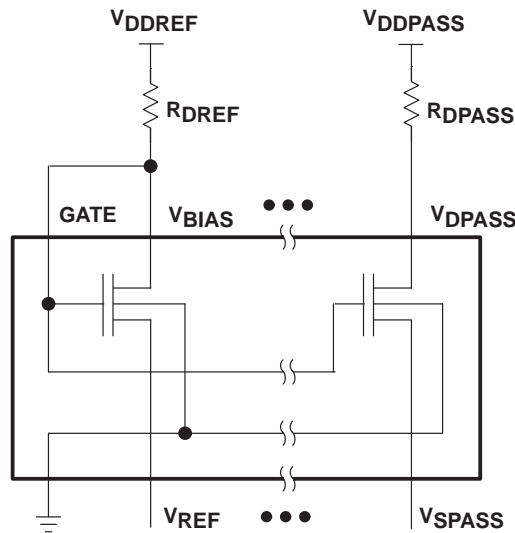 VDDREF
VDDPASS
RDREF
RDPASS
GATE
VBIAS
VDPASS
VREF
VSPASS